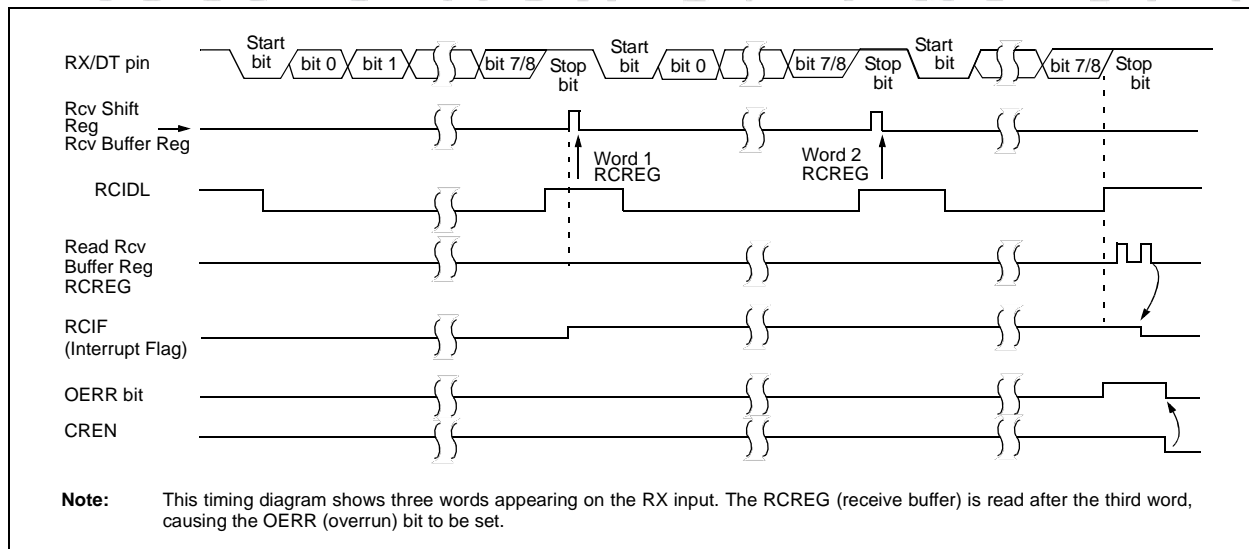 Start bit
bit 0
bit 1
bit 7/8
Stop bit
Start bit
bit 0
bit 7/8
Stop bit
Start bit
bit 7/8
Stop bit
RX/DT pin
Rcv Shift
Reg
Rcv Buffer Reg
Word 1
RCREG
Word 2
RCREG
RCIDL
Read Rcv
Buffer Reg
RCREG
RCIF
(Interrupt Flag)
OERR bit
CREN
Note: This timing diagram shows three words appearing on the RX input. The RCREG (receive buffer) is read after the third word,
causing the OERR (overrun) bit to be set.